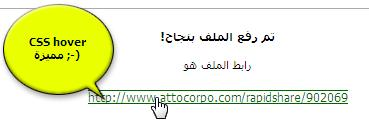 CSS hover
مميزة ;-)
تم رفع الملف بنجاح!
رابط الملف هو
http://www.attocorpo.com/rapidshare/902069